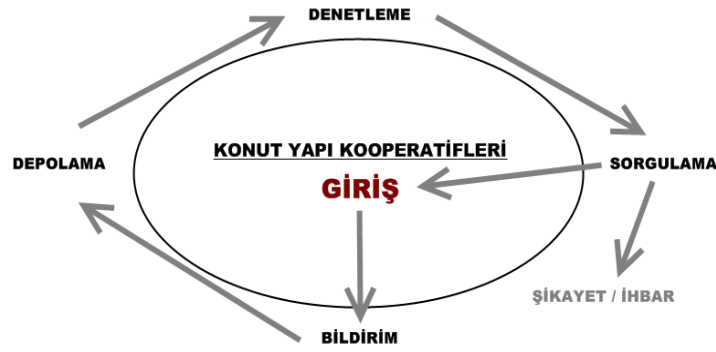 DENETLEME
KONUT YAPI KOOPERATİFLERİ
DEPOLAMA
SORGULAMA
GİRİŞ
ŞİKAYET / İHBAR
BİLDİRİM